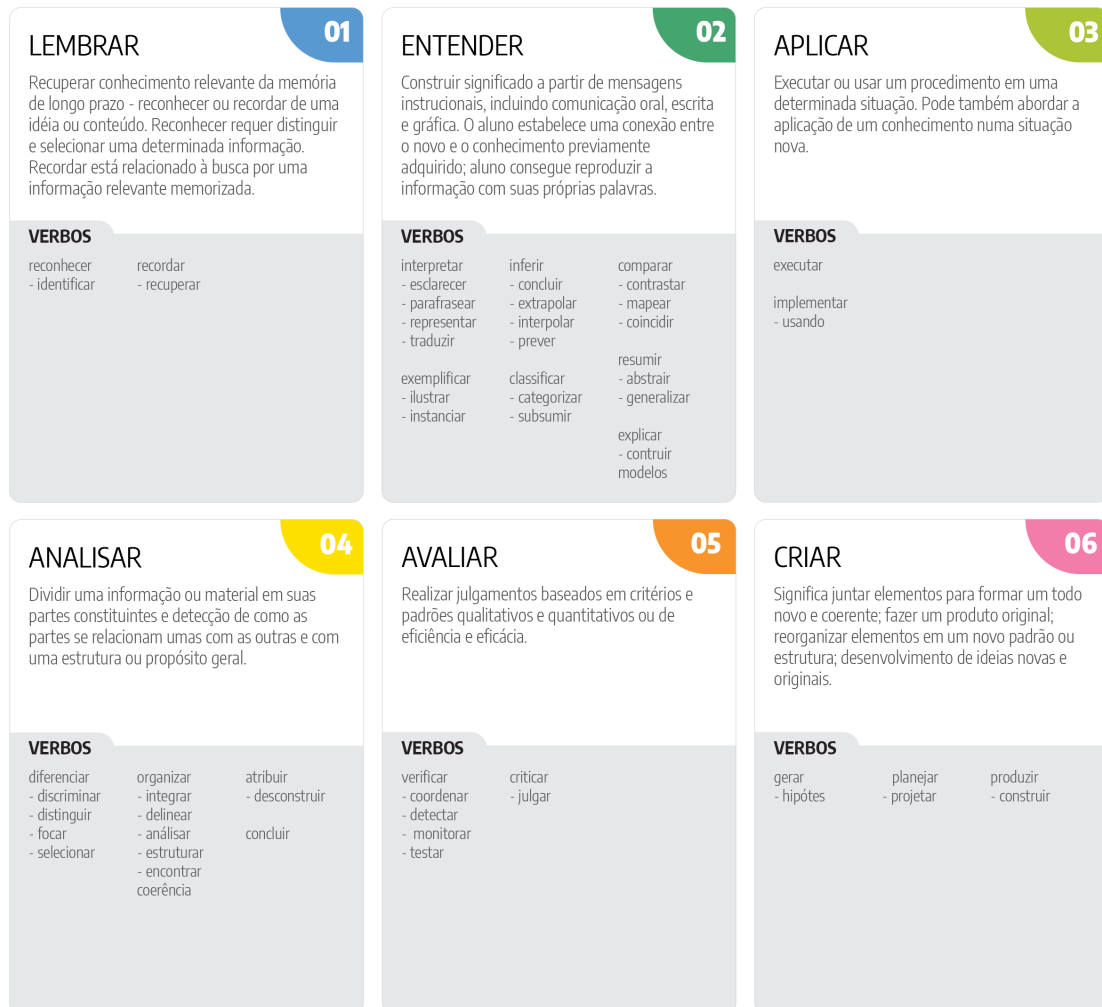 01
LEMBRAR
Recuperar conhecimento relevante da memória
de longo prazo - reconhecer ou recordar de uma
idéia ou conteúdo. Reconhecer requer distinguir
e selecionar uma determinada informação.
Recordar está relacionado à busca por uma
informação relevante memorizada.
VERBOS
reconhecer
- identificar
recordar
- recuperar
02
ENTENDER
Construir significado a partir de mensagens
instrucionais, incluindo comunicação oral, escrita
e gráfica. O aluno estabelece uma conexão entre
o novo e o conhecimento previamente
adquirido; aluno consegue reproduzir a
informação com suas próprias palavras.
VERBOS
interpretar
- esclarecer
- parafrasear
- representar
- traduzir
exemplificar
- ilustrar
- instanciar
inferir
- concluir
- extrapolar
- interpolar
- prever
classificar
- categorizar
- subsumir
comparar
- contrastar
- mapear
- coincidir
resumir
- abstrair
- generalizar
explicar
- contruir
modelos
03
APLICAR
Executar ou usar um procedimento em uma
determinada situação. Pode também abordar a
aplicação de um conhecimento numa situação
nova.
VERBOS
executar
implementar
- usando
04
ANALISAR
Dividir uma informação ou material em suas
partes constituintes e detecção de como as
partes se relacionam umas com as outras e com
uma estrutura ou propósito geral.
VERBOS
diferenciar
- discriminar
- distinguir
- focar
- selecionar
organizar
- integrar
- delinear
- análisar
- estruturar
- encontrar
coerência
atribuir
- desconstruir
concluir
05
AVALIAR
Realizar julgamentos baseados em critérios e
padrões qualitativos e quantitativos ou de
eficiência e eficácia.
VERBOS
verificar
- coordenar
- detectar
- monitorar
- testar
criticar
- julgar
06
CRIAR
Significa juntar elementos para formar um todo
novo e coerente; fazer um produto original;
reorganizar elementos em um novo padrão ou
estrutura; desenvolvimento de ideias novas e
originais.
VERBOS
gerar
- hipótes
planejar
- projetar
produzir
- construir